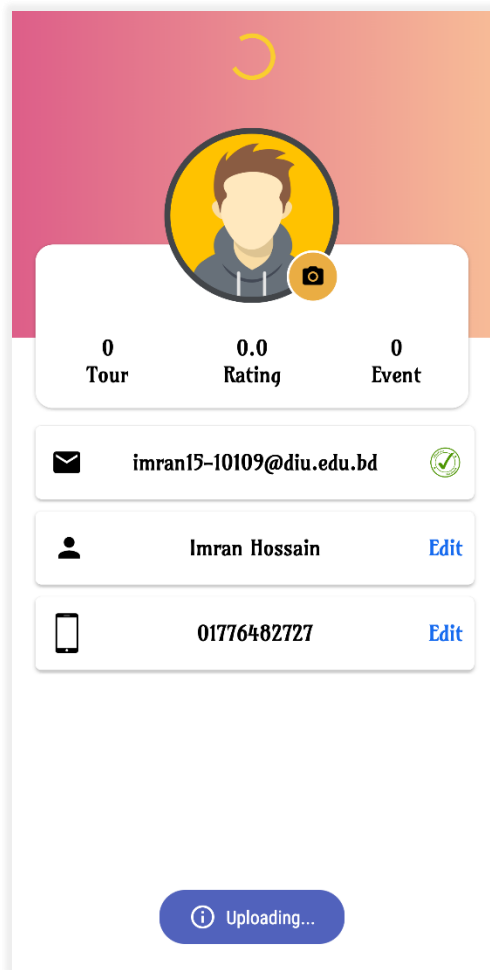 0 0.0 0
Tour Rating Event
imran15-10109@diu.edu.bd
Imran Hossain Edit
01776482727 Edit
Uploading...